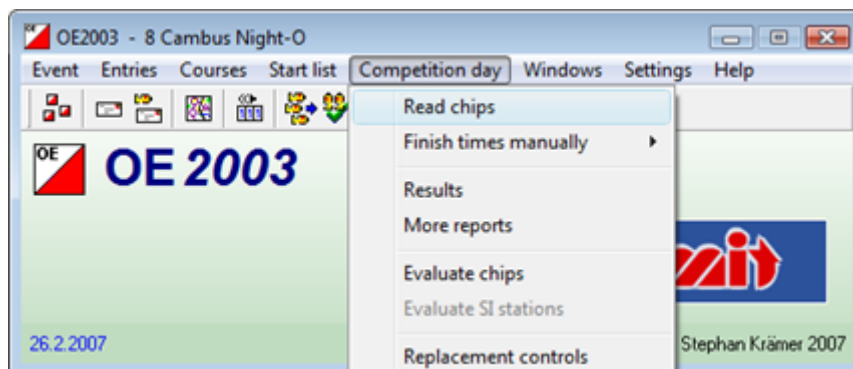 OE2003 - 8 Cambus Night-O
Event Entries Courses Start list Competition day Windows Settings Help
Read chips
Finish times manually
OE OE 2003
Results
More reports
Evaluate chips
Evaluate SI stations
26.2.2007
Stephan Krämer 2007
Replacement controls